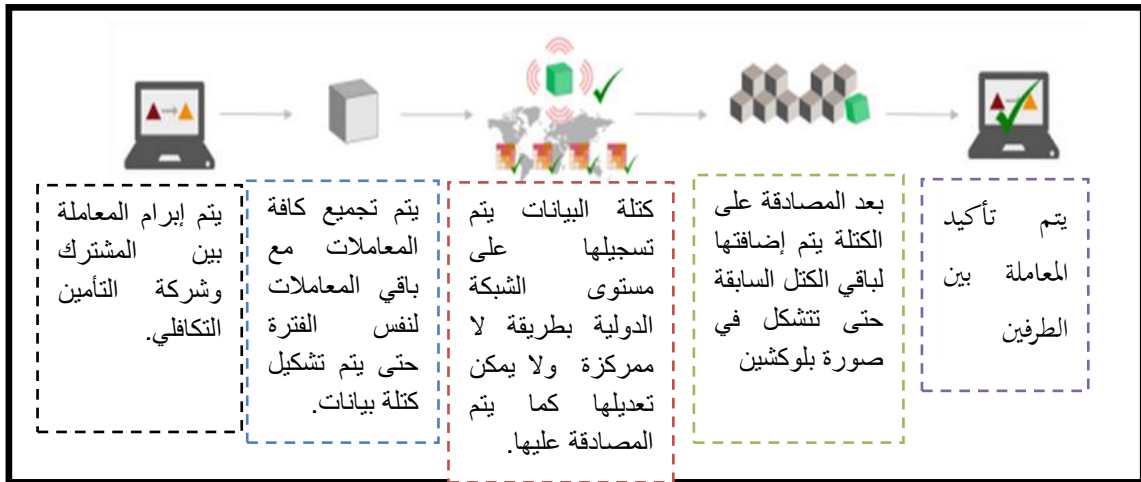 يتم إبرام المعاملة
بين المشترك
وشركة التأمين
التكافلي.
يتم تجميع كافة
المعاملات مع
باقي المعاملات
لنفس الفترة
حتى يتم تشكيل
كتلة بيانات.
كتلة البيانات يتم
تسجيلها على
مستوى الشبكة
الدولية بطريقة لا
ممركزة ولا يمكن
تعديلها كما يتم
المصادقة عليها.
بعد المصادقة على
الكتلة يتم إضافتها
لباقي الكتل السابقة
حتى تتشكل في
صورة بلوكشين
يتم تأكيد
المعاملة بين
الطرفين